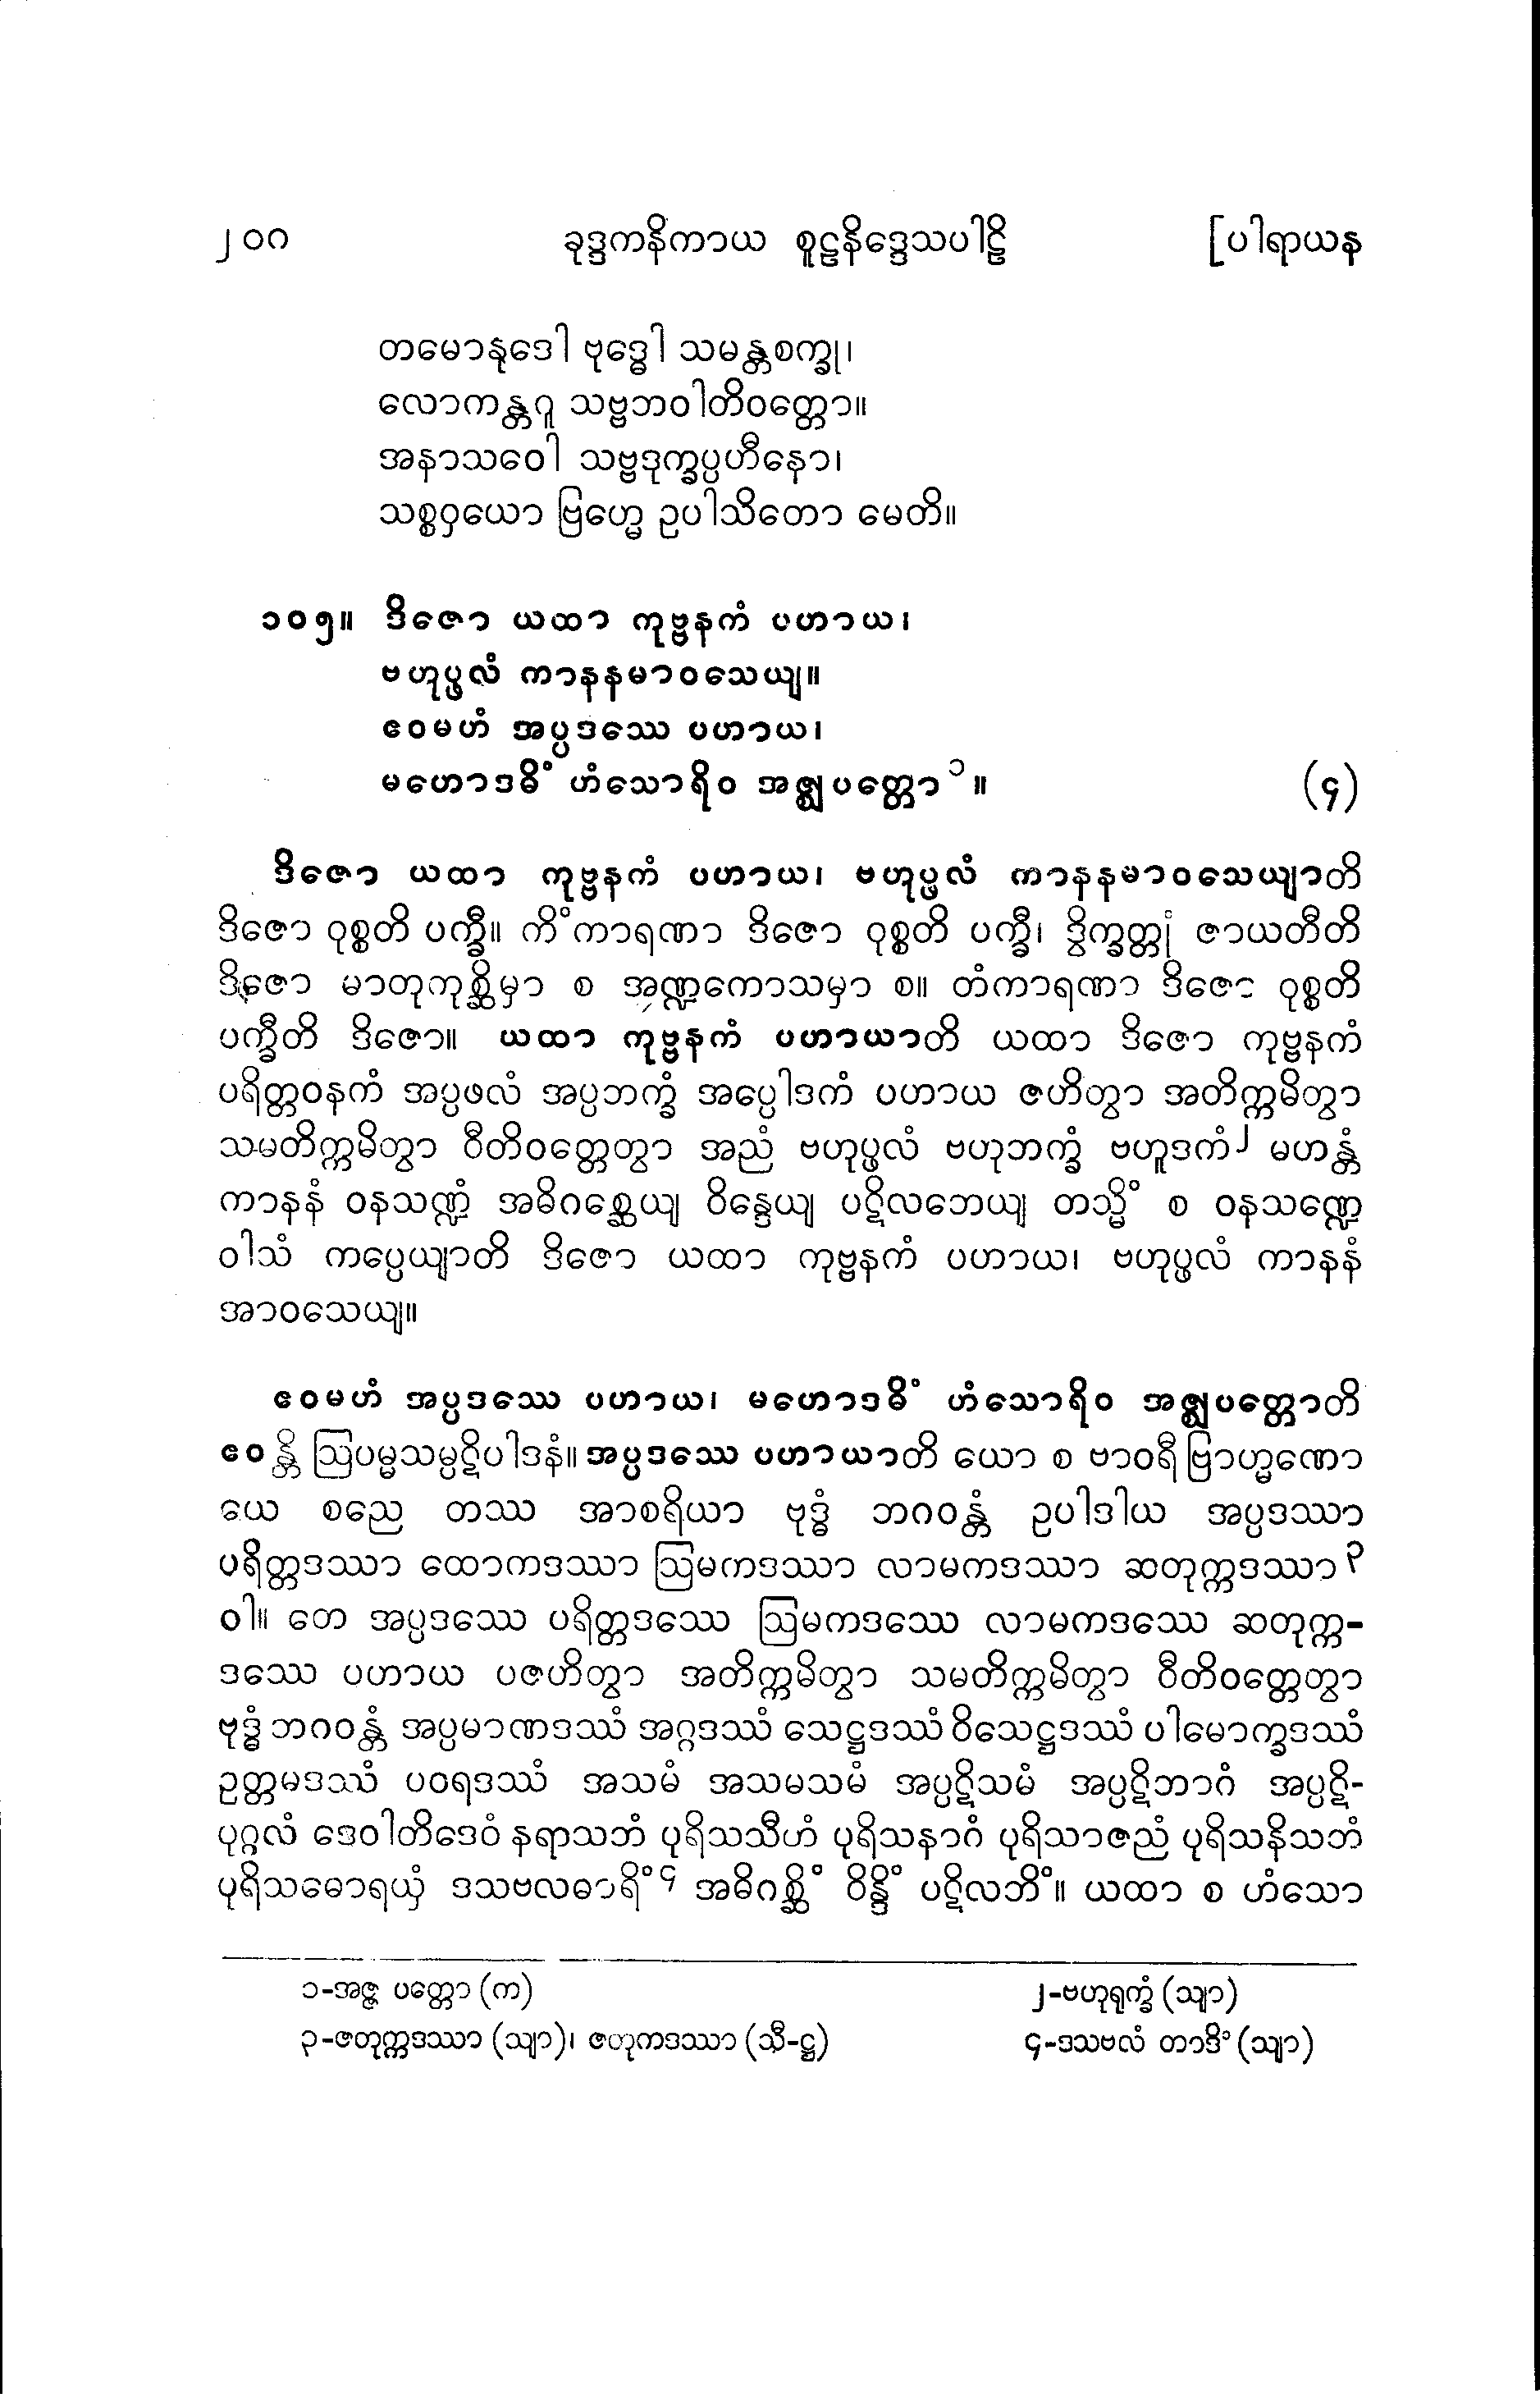 ၂၀၈ ခုဒ္ဒကနိကာယ စူဠနိဒ္ဒေသပါဠိ [ပါရာယန
တမောနုဒေါ ဗုဒ္ဓေါ သမန္တစက္ခု၊
လောကန္တဂူ သဗ္ဗဘဝါတိဝတ္တော။
အနာသဝေါ သဗ္ဗဒုက္ခပ္ပဟီနော၊
သစ္စဝှယော ဗြဟ္မေ ဥပါသိတော မေတိ။
၁၀၅။ ဒိဇော ယထာ ကုဗ္ဗနကံ ပဟာယ၊
ဗဟုပ္ဖလံ ကာနနမာဝသေယျ။
ဧဝမဟံ အပ္ပဒဿေ ပဟာယ၊
မဟောဒဓိံ ဟံသောရိဝ အဇ္ဈပတ္တော၁။ (၄)
ဒိဇော ယထာ ကုဗ္ဗနကံ ပဟာယ၊ ဗဟုပ္ဖလံ ကာနနမာဝသေယျာတိ
ဒိဇော ဝုစ္စတိ ပက္ခီ။ ကိံကာရဏာ ဒိဇော ဝုစ္စတိ ပက္ခီ၊ ဒွိက္ခတ္တုံ ဇာယတီတိ
ဒိဇော မာတုကုစ္ဆိမှာ စ အဏ္ဍကောသမှာ စ။ တံကာရဏာ ဒိဇော ဝုစ္စတိ
ပက္ခီတိ ဒိဇော။ ယထာ ကုဗ္ဗနကံ ပဟာယာတိ ယထာ ဒိဇော ကုဗ္ဗနကံ
ပရိတ္တဝနကံ အပ္ပဖလံ အပ္ပဘက္ခံ အပ္ပေါဒကံ ပဟာယ ဇဟိတွာ အတိက္ကမိတွာ
သမတိက္ကမိတွာ ဝီတိဝတ္တေတွာ အညံ ဗဟုပ္ဖလံ ဗဟုဘက္ခံ ဗဟူဒကံ၂ မဟန္တံ
ကာနနံ ဝနသဏ္ဍံ အဓိဂစ္ဆေယျ ဝိန္ဒေယျ ပဋိလဘေယျ တသ္မိံ စ ဝနသဏ္ဍေ
ဝါသံ ကပ္ပေယျာတိ ဒိဇော ယထာ ကုဗ္ဗနကံ ပဟာယ၊ ဗဟုပ္ဖလံ ကာနနံ
အာဝသေယျ။
ဧဝမဟံ အပ္ပဒဿေ ပဟာယ၊ မဟောဒဓိံ ဟံသောရိဝ အဇ္ဈပတ္တောတိ
ဧဝန္တိ ဩပမ္မသမ္ပဋိပါဒနံ။ အပ္ပဒဿေ ပဟာယာတိ ယော စ ဗာဝရီ ဗြာဟ္မဏော
ယေ စညေ တဿ အာစရိယာ ဗုဒ္ဓံ ဘဂဝန္တံ ဥပါဒါယ အပ္ပဒဿာ
ပရိတ္တဒဿာ ထောကဒဿာ ဩမကဒဿာ လာမကဒဿာ ဆတုက္ကဒဿာ၃
ဝါ။ တေ အပ္ပဒဿေ ပရိတ္တဒဿေ ဩမကဒဿေ လာမကဒဿေ ဆတုက္က-
ဒဿေ ပဟာယ ပဇဟိတွာ အတိက္ကမိတွာ သမတိက္ကမိတွာ ဝီတိဝတ္တေတွာ
ဗုဒ္ဓံ ဘဂဝန္တံ အပ္ပမာဏဒဿံ အဂ္ဂဒဿံ သေဋ္ဌဒဿံ ဝိသေဋ္ဌဒဿံ ပါမောက္ခဒဿံ
ဥတ္တမဒဿံ ပဝရဒဿံ အသမံ အသမသမံ အပ္ပဋိသမံ အပ္ပဋိဘာဂံ အပ္ပဋိ-
ပုဂ္ဂလံ ဒေဝါတိဒေဝံ နရာသဘံ ပုရိသသီဟံ ပုရိသနာဂံ ပုရိသာဇညံ ပုရိသနိသဘံ
ပုရိသဓောရယှံ ဒသဗလဓာရိံ၄ အဓိဂစ္ဆိံ ဝိန္ဒိံ ပဋိလဘိံ။ ယထာ စ ဟံသော
၁-အဇ္ဇ ပတ္တော (က) ၂-ဗဟုရုက္ခံ (သျာ)
၃-ဇတုက္ကဒဿာ (သျာ)၊ ဇတုကဒဿာ (သီ-ဋ္ဌ) ၄-ဒသဗလံ တာဒိံ (သျာ)